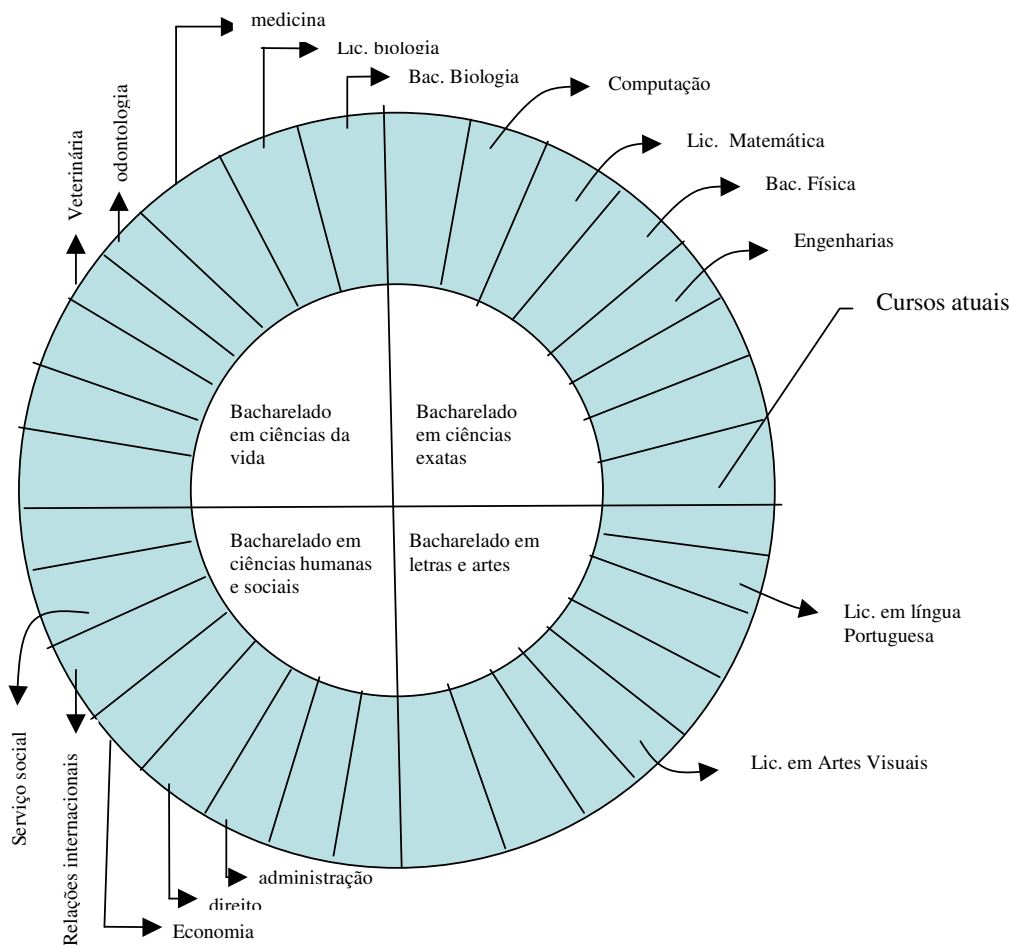 medicina
Lic. biologia
Bac. Biologia
Computação
odontologia
Veterinária
Lic. Matemática
Bac. Física
Engenharias
Cursos atuais
Bacharelado
em ciências da
vida
Bacharelado
em ciências
exatas
Bacharelado em
ciências humanas
e sociais
Bacharelado em
letras e artes
Lic. em língua
Portuguesa
Lic. em Artes Visuais
Serviço social
Relações internacionais
administração
direito
Economia